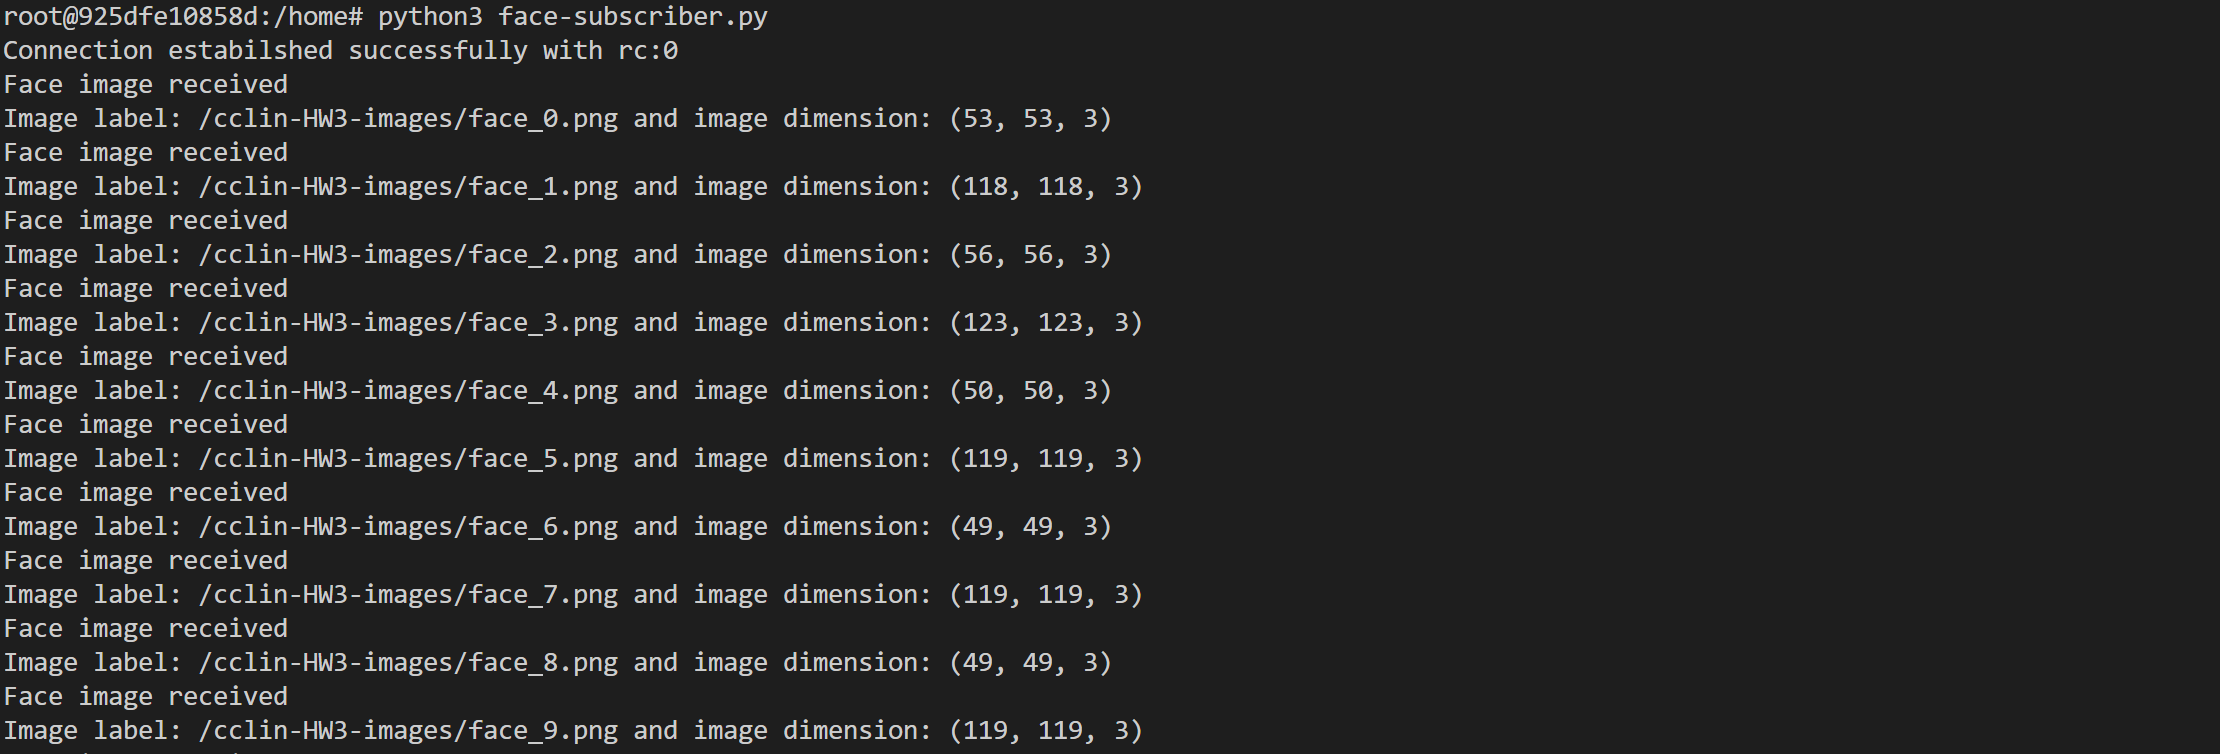 root@925dfe10858d:/home# python3 face-subscriber.py
Connection estabilshed successfully with rc:0
Face image received
Image label: /cclin-HW3-images/face_0.png and image dimension: (53, 53, 3)
Face image received
Image label: /cclin-HW3-images/face_1.png and image dimension: (118, 118, 3)
Face image received
Image label: /cclin-HW3-images/face_2.png and image dimension: (56, 56, 3)
Face image received
Image label: /cclin-HW3-images/face_3.png and image dimension: (123, 123, 3)
Face image received
Image label: /cclin-HW3-images/face_4.png and image dimension: (50, 50, 3)
Face image received
Image label: /cclin-HW3-images/face_5.png and image dimension: (119, 119, 3)
Face image received
Image label: /cclin-HW3-images/face_6.png and image dimension: (49, 49, 3)
Face image received
Image label: /cclin-HW3-images/face_7.png and image dimension: (119, 119, 3)
Face image received
Image label: /cclin-HW3-images/face_8.png and image dimension: (49, 49, 3)
Face image received
Image label: /cclin-HW3-images/face_9.png and image dimension: (119, 119, 3)